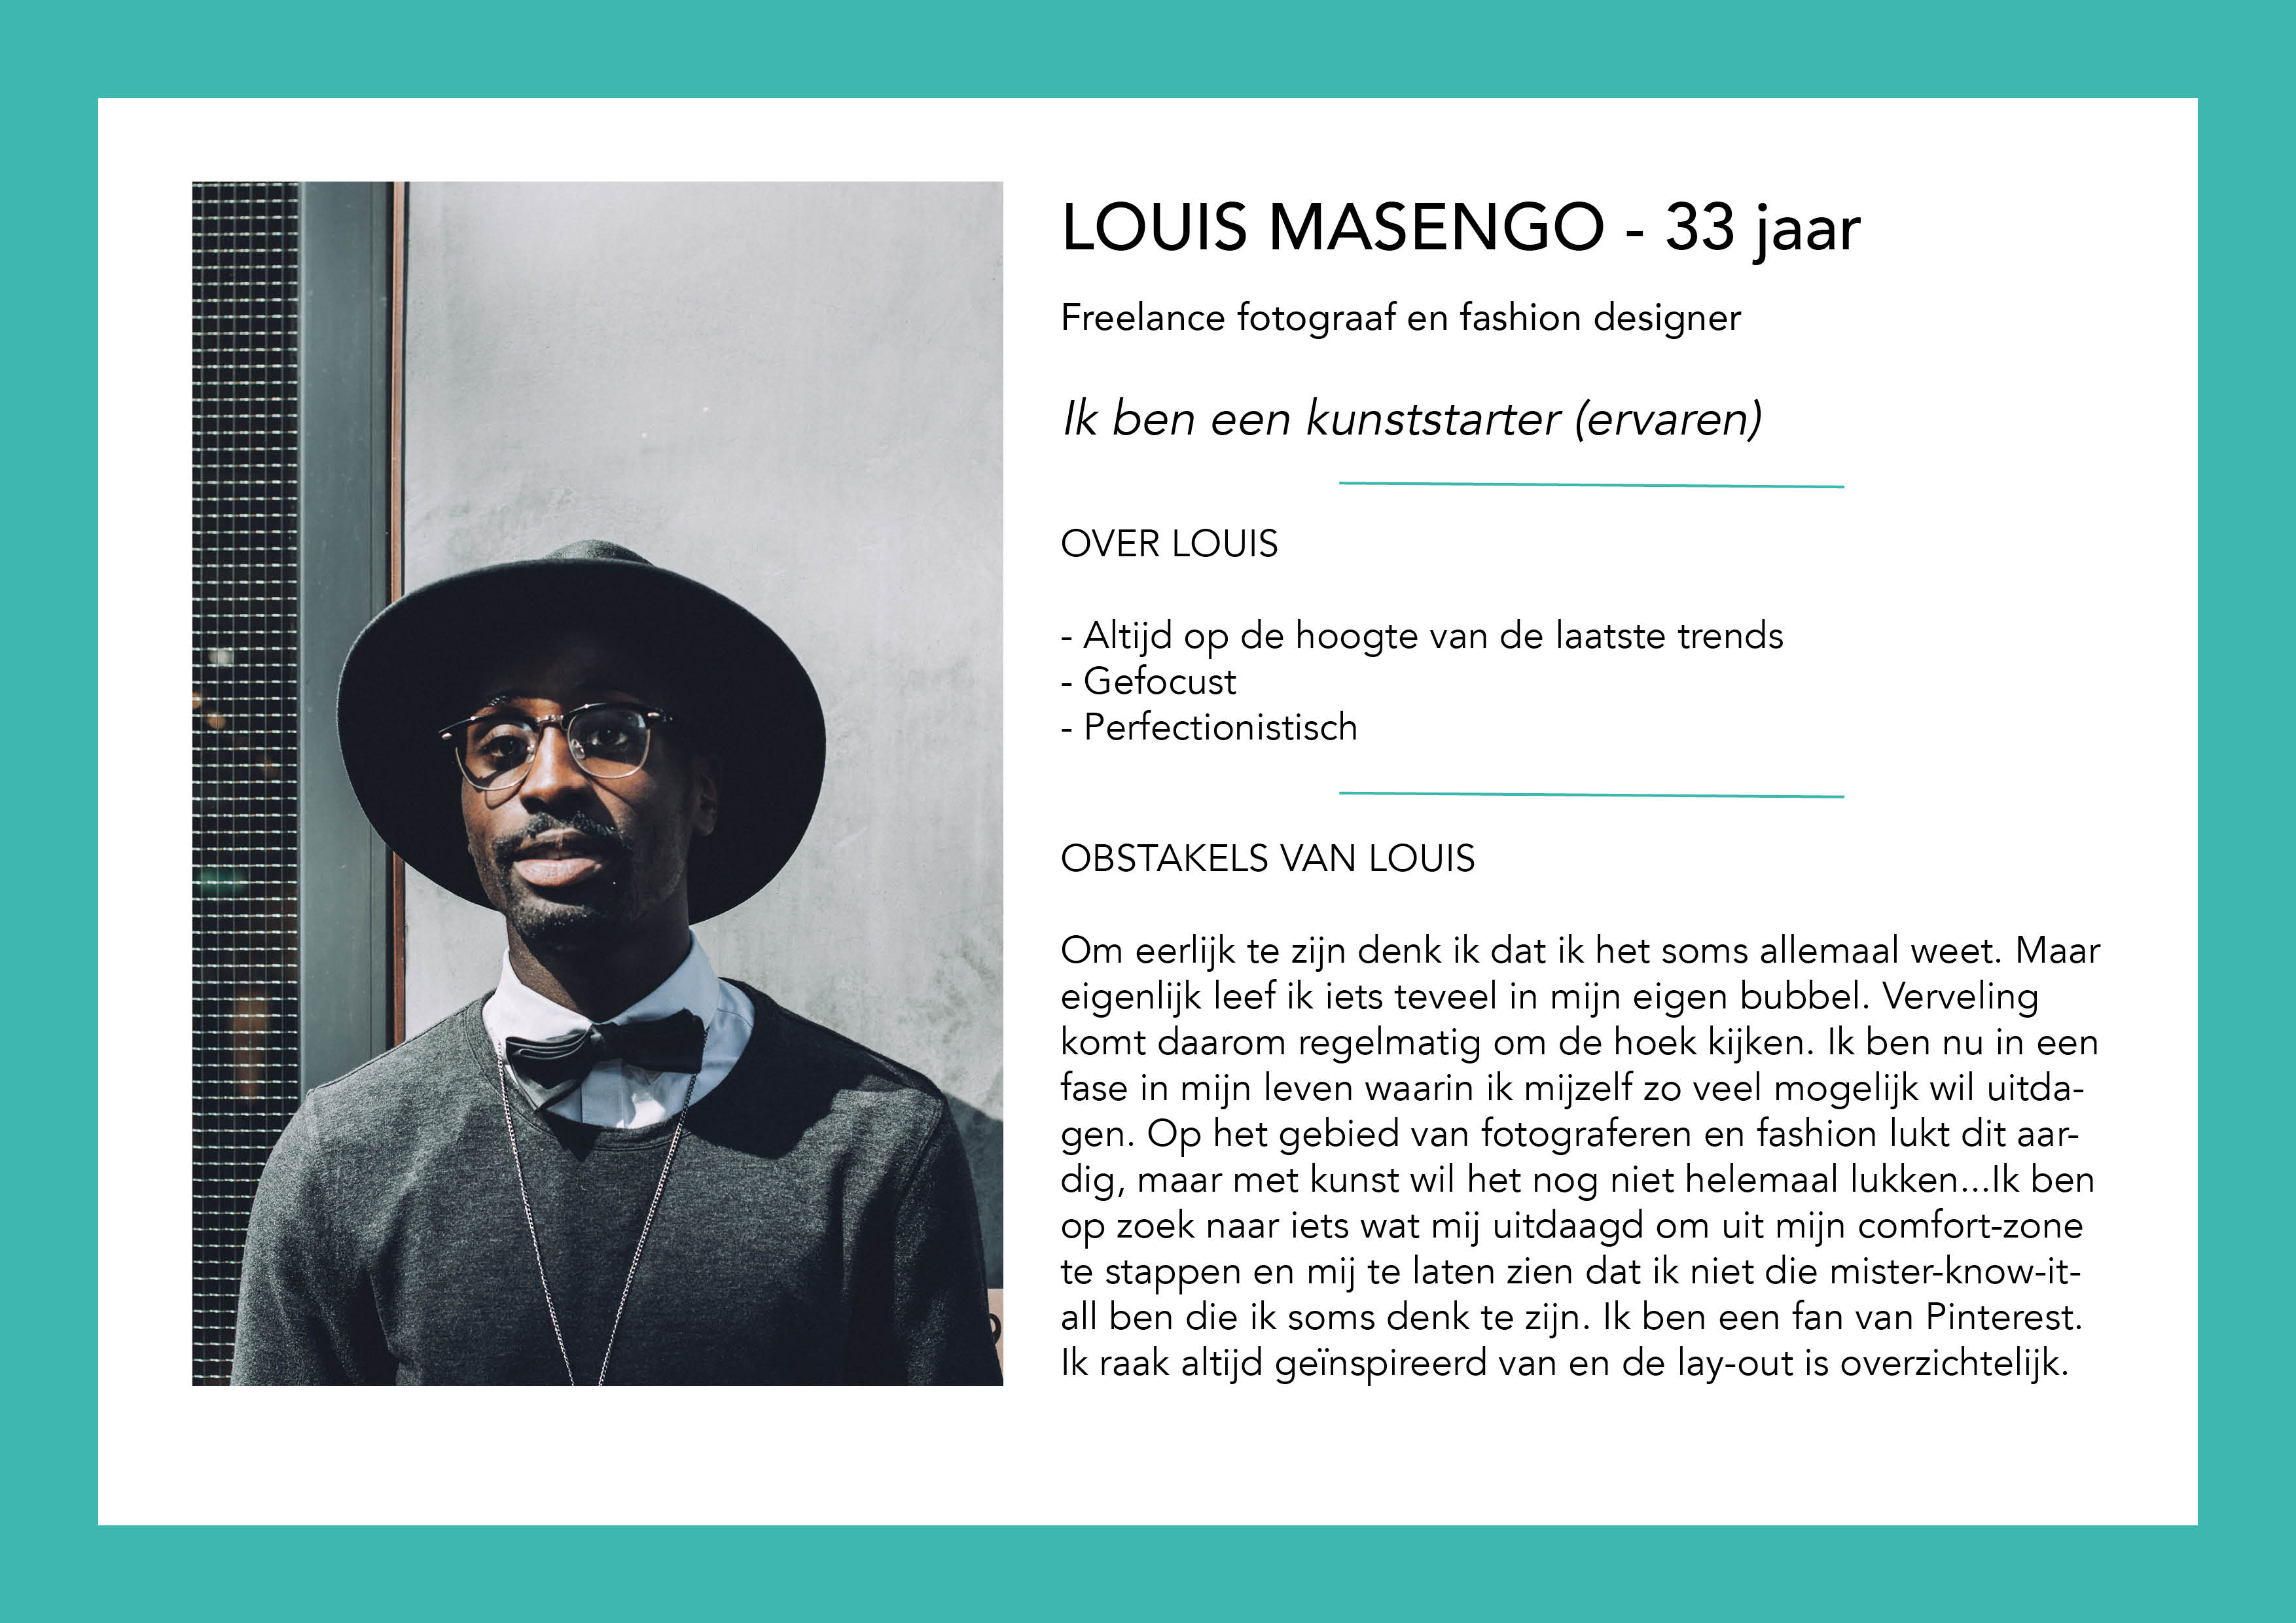 LOUIS MASENGO - 33 jaar
Freelance fotograaf en fashion designer
Ik ben een kunststarter (ervaren)
OVER LOUIS
- Altijd op de hoogte van de laatste trends
- Gefocust
- Perfectionistisch
OBSTAKELS VAN LOUIS
Om eerlijk te zijn denk ik dat ik het soms allemaal weet. Maar
eigenlijk leef ik iets teveel in mijn eigen bubbel. Verveling
komt daarom regelmatig om de hoek kijken. Ik ben nu in een
fase in mijn leven waarin ik mijzelf zo veel mogelijk wil uitda-
gen. Op het gebied van fotograferen en fashion lukt dit aar-
dig, maar met kunst wil het nog niet helemaal lukken...Ik ben
op zoek naar iets wat mij uitdaagd om uit mijn comfort-zone
te stappen en mij te laten zien dat ik niet die mister-know-it-
all ben die ik soms denk te zijn. Ik ben een fan van Pinterest.
Ik raak altijd geïnspireerd van en de lay-out is overzichtelijk.